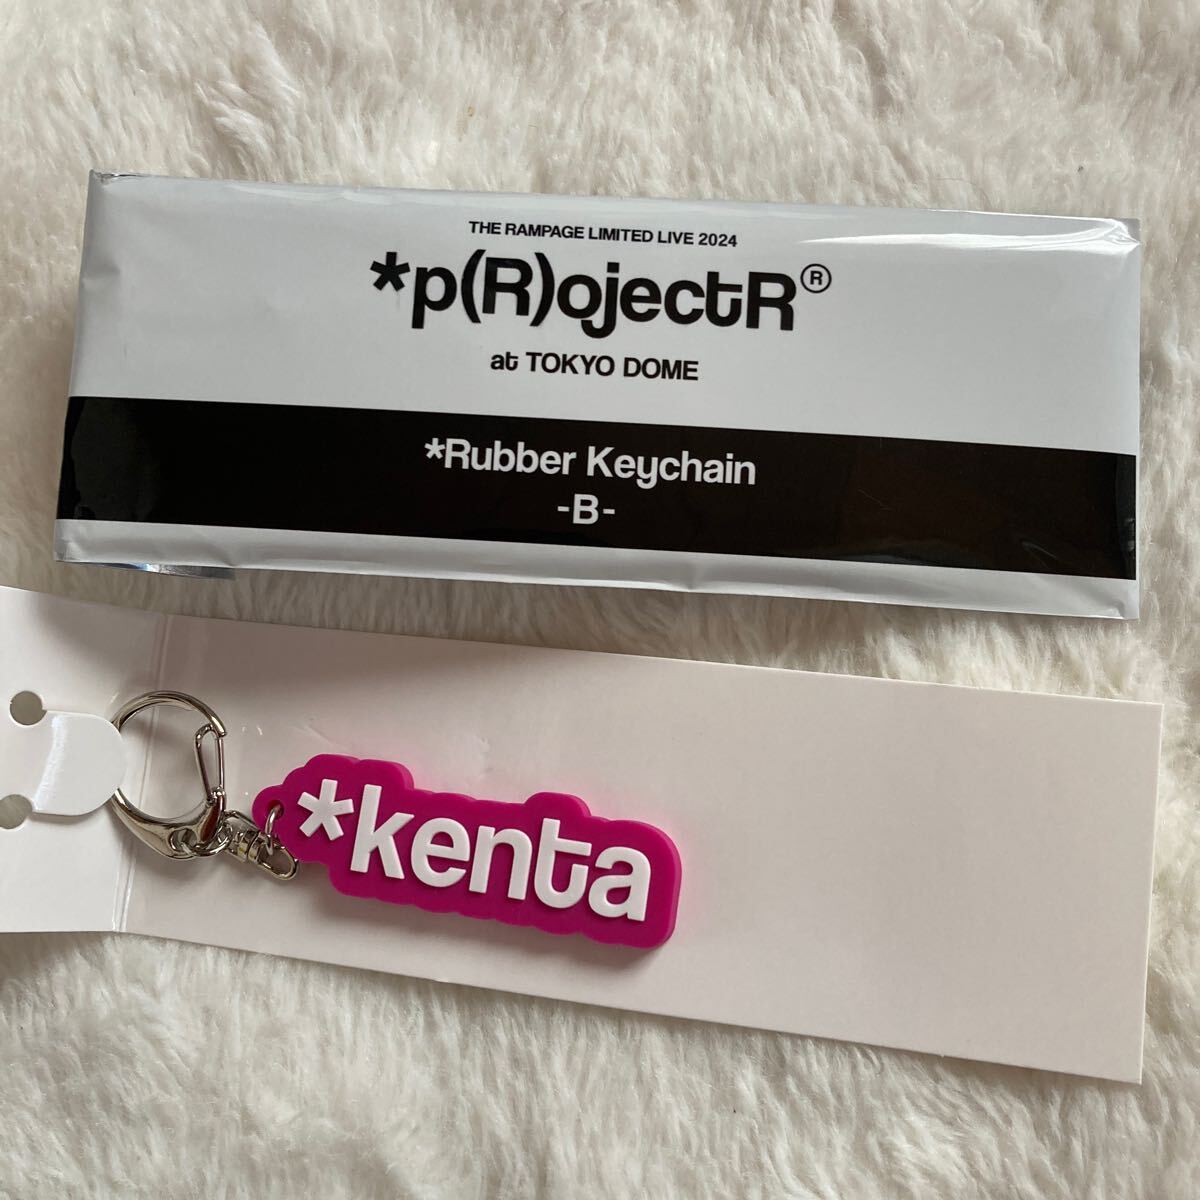 THE RAMPAGE LIMITED LIVE 2024
*p(R)ojectR®
at TOKYO DOME
*Rubber Keychain
-B-
*kenta